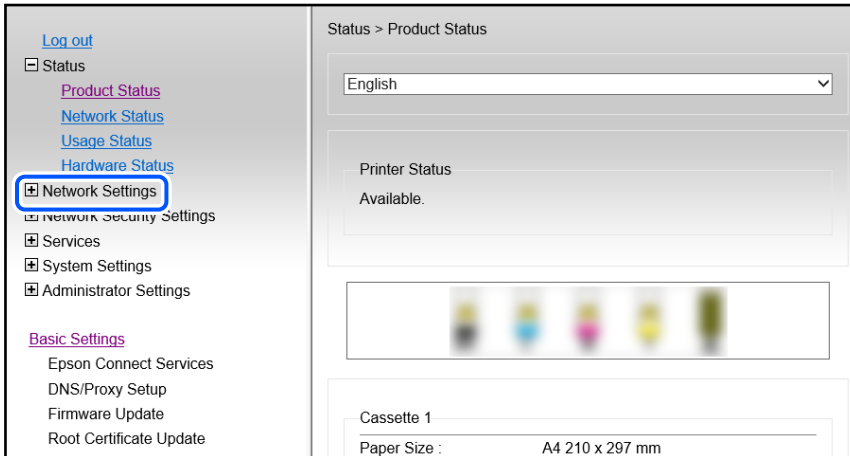 Log out
Status
Product Status
Network Status
Usage Status
Hardware Status
Network Settings
Network Security Settings
Services
System Settings
Administrator Settings
Basic Settings
Epson Connect Services
DNS/Proxy Setup
Firmware Update
Root Certificate Update
Status > Product Status
English
Printer Status
Available.
Cassette 1
Paper Size : A4 210 x 297 mm